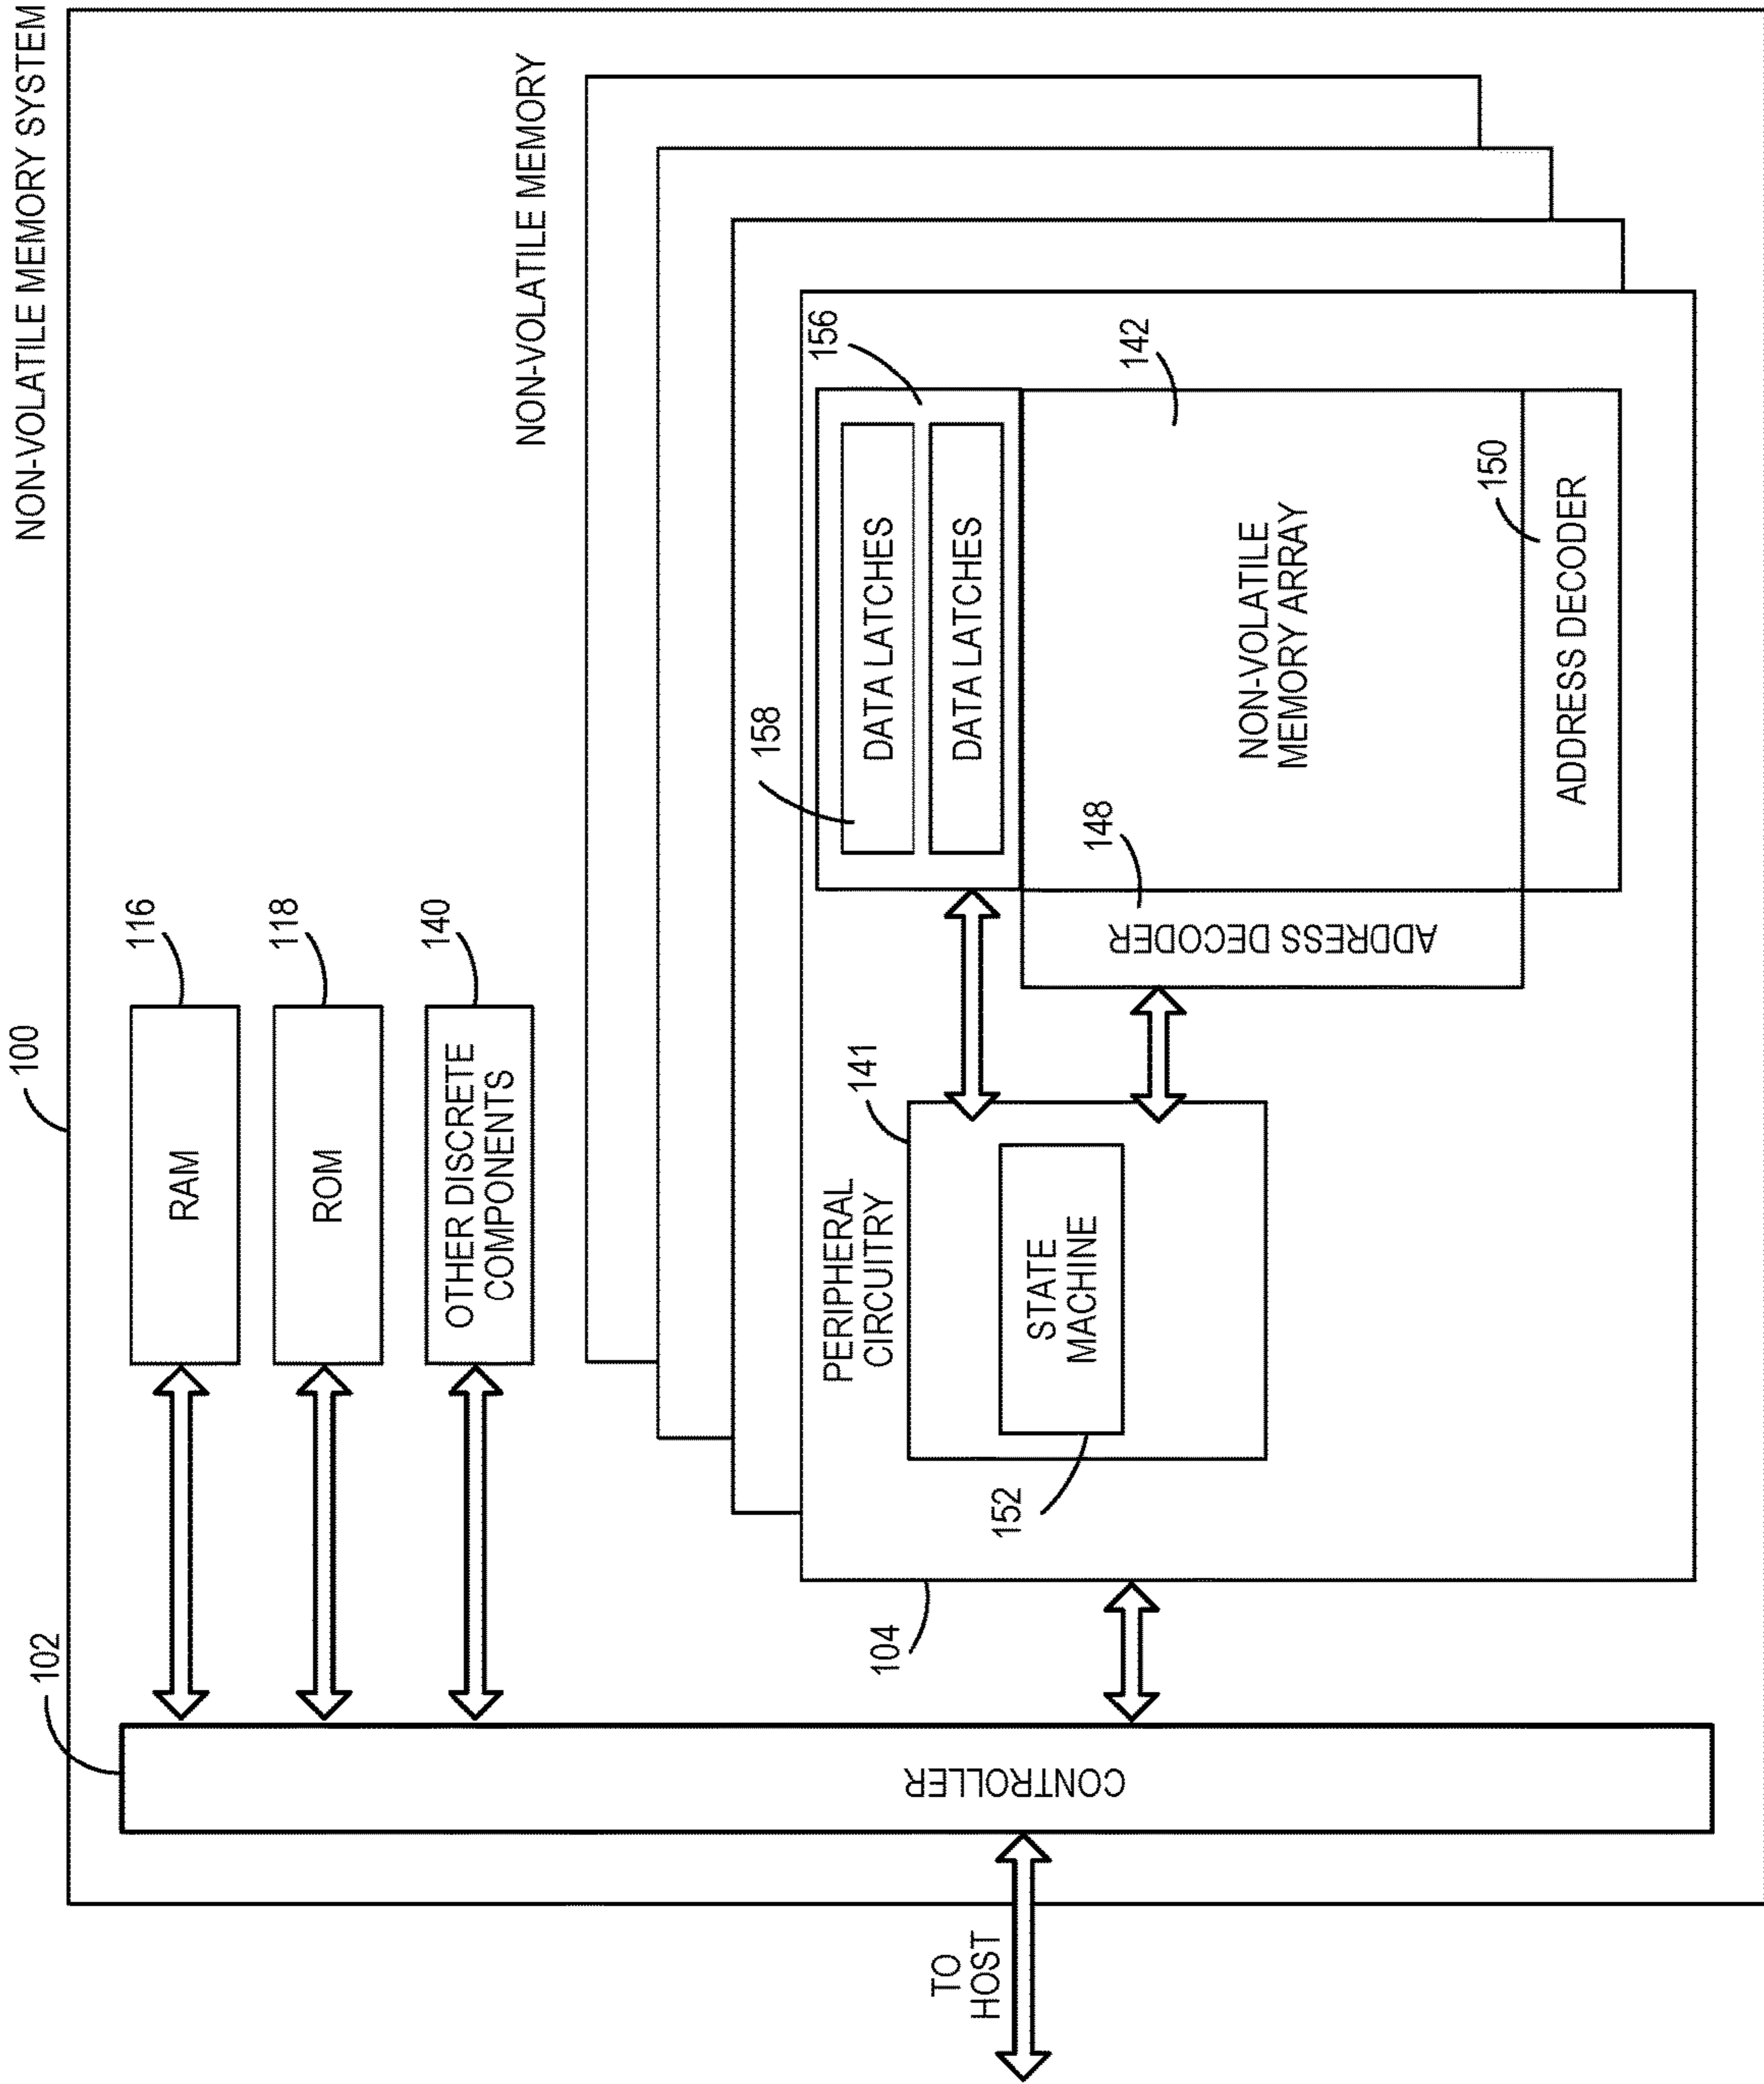 NON-VOLATILE MEMORY SYSTEM
100
102
RAM
116
ROM
118
OTHER DISCRETE
COMPONENTS
140
NON-VOLATILE MEMORY
CONTROLLER
TO
HOST
104
PERIPHERAL
CIRCUITRY
141
STATE
MACHINE
152
158
156
DATA LATCHES
DATA LATCHES
148
ADDRESS DECODER
142
NON-VOLATILE
MEMORY ARRAY
150
ADDRESS DECODER